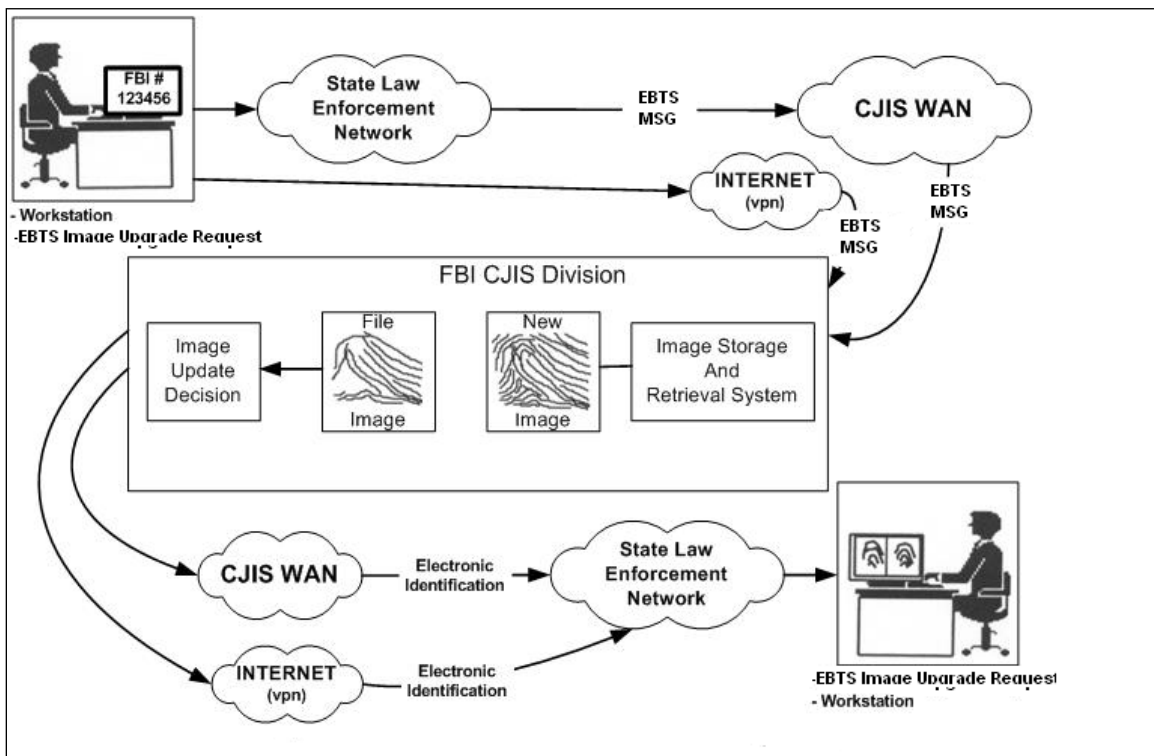 FBI #
123456
- Workstation
-EBTS Image Upgrade Request
State Law
Enforcement
Network
EBTS
MSG
CJIS WAN
INTERNET
(vpn)
EBTS
MSG
EBTS
MSG
FBI CJIS Division
Image
Update
Decision
File
Image
New
Image
Image Storage
And
Retrieval System
CJIS WAN
Electronic
Identification
INTERNET
(vpn)
Electronic
Identification
State Law
Enforcement
Network
-EBTS Image Upgrade Request
- Workstation